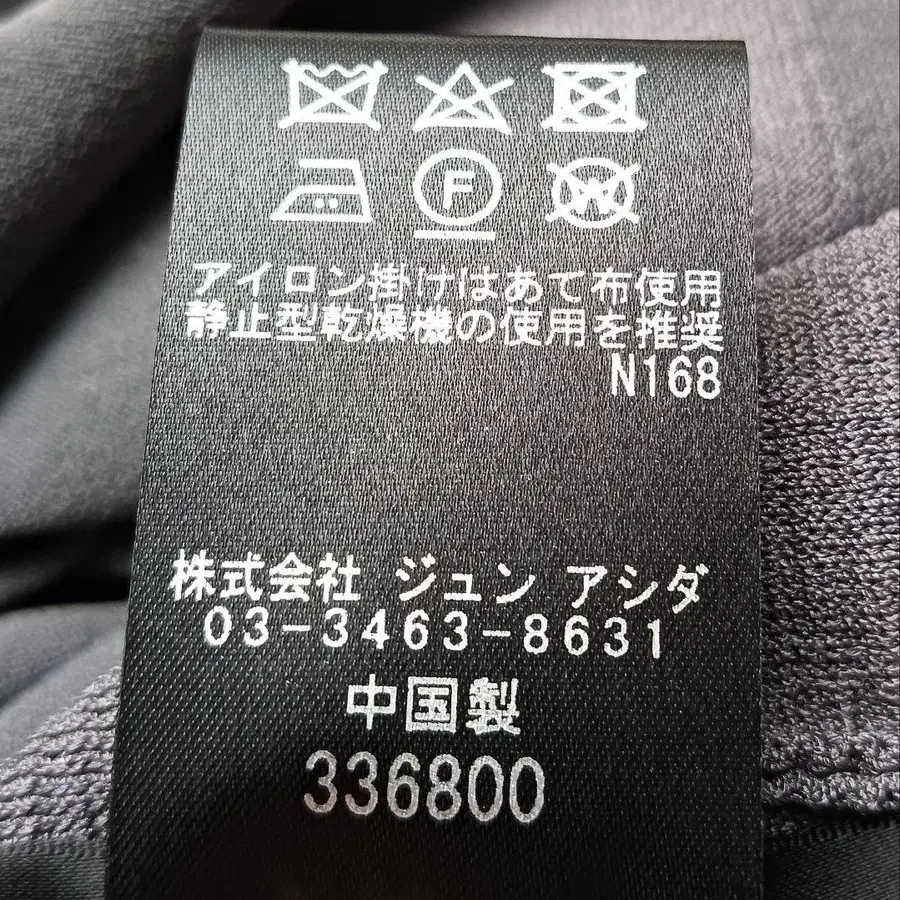 F W
アイロン掛けはあて布使用
静止型乾燥機の使用を推奨
N168
株式会社 ジュン アシダ
03-3463-8631
中国製
336800